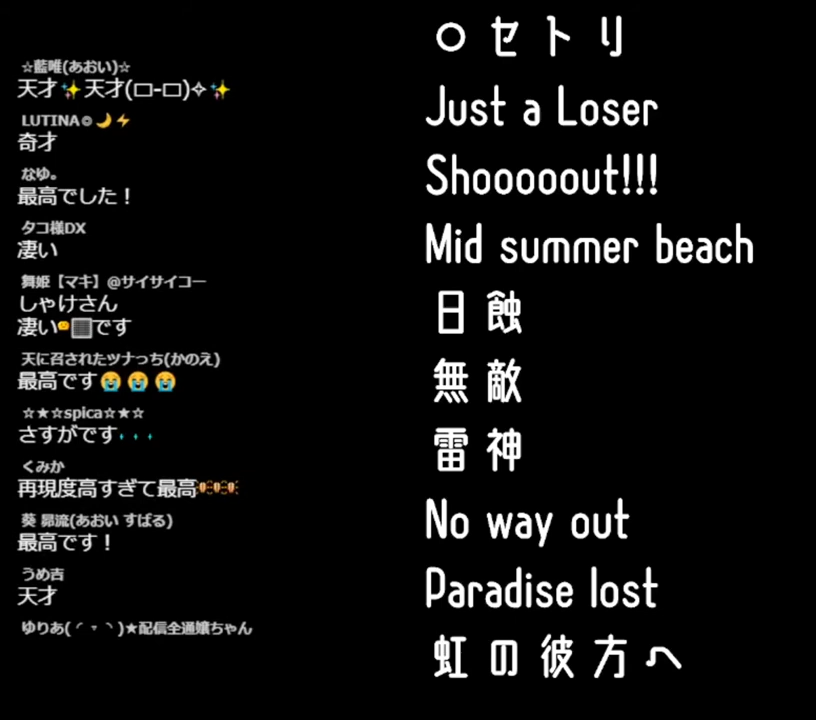 ☆藍唯(あおい)☆
天才✨天才(ロ-ロ)✧✨
LUTINA◎🌙⚡
奇才
なゆ。
最高でした！
タコ様DX
凄い
舞姫【マキ】@サイサイコー
しゃけさん
凄いです
天に召されたツナっち(かのえ)
最高です😭😭😭
☆★☆spica☆★☆
さすがです
くみか
再現度高すぎて最高
葵 昴流(あおい すばる)
最高です！
うめ吉
天才
ゆりあ( ◜ ▿ ◝ )★配信全通嬢ちゃん
○セトリ
Just a Loser
Shooooout!!!
Mid summer beach
日蝕
無敵
雷神
No way out
Paradise lost
虹の彼方へ